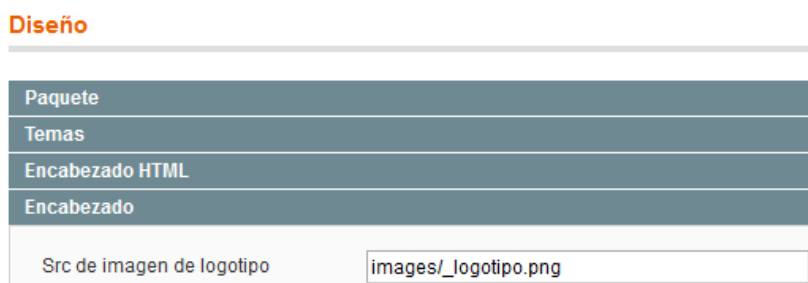 Diseño
Paquete
Temas
Encabezado HTML
Encabezado
Src de imagen de logotipo images/_logotipo.png